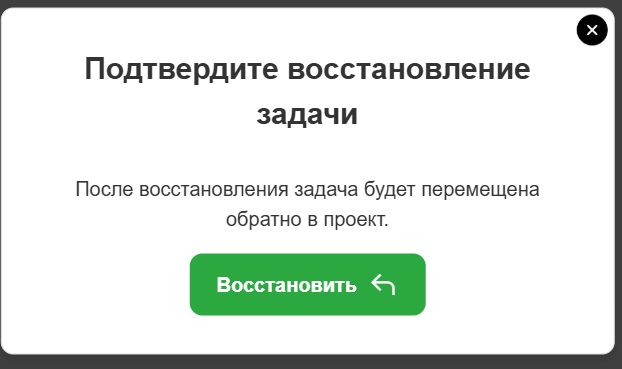 Подтвердите восстановление
задачи
После восстановления задача будет перемещена
обратно в проект.
Восстановить